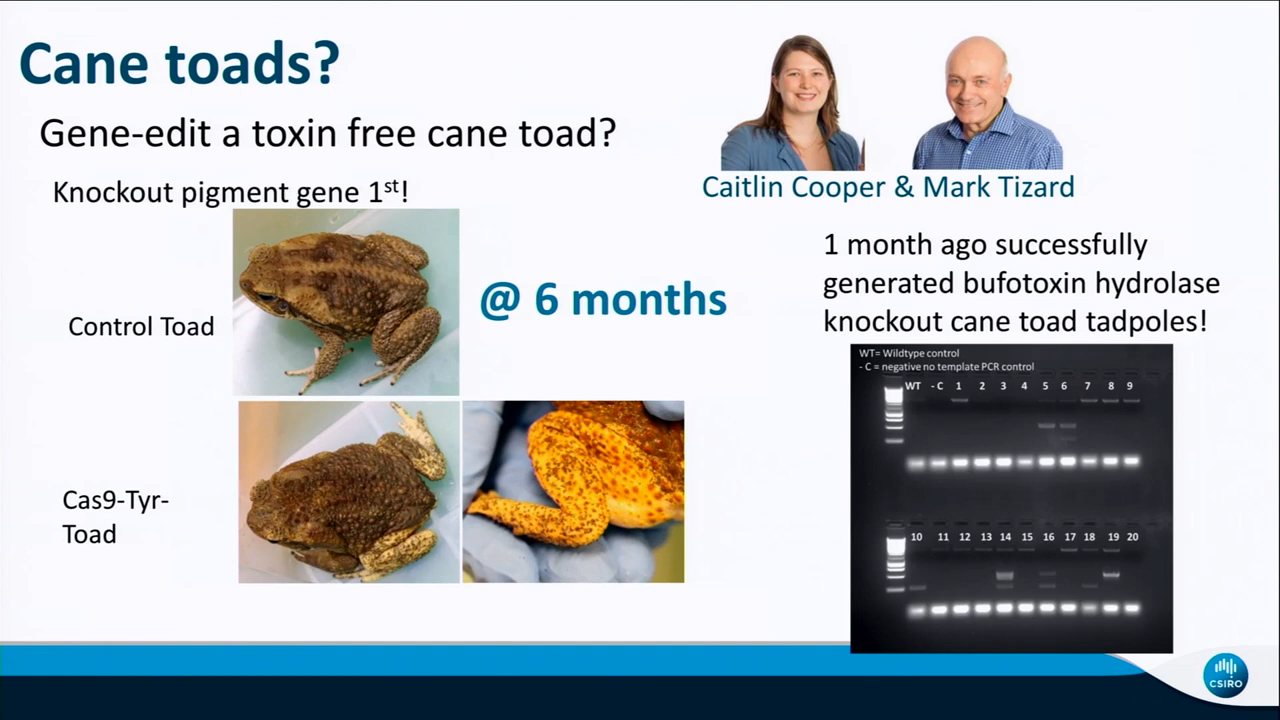 Cane toads?
Gene-edit a toxin free cane toad?
Knockout pigment gene 1st!
Caitlin Cooper & Mark Tizard
1 month ago successfully
generated bufotoxin hydrolase
knockout cane toad tadpoles!
@ 6 months
Control Toad
Cas9-Tyr-
Toad
WT= Wildtype control
- C = negative no template PCR control
WT - C 1 2 3 4 5 6 7 8 9
10 11 12 13 14 15 16 17 18 19 20
CSIRO